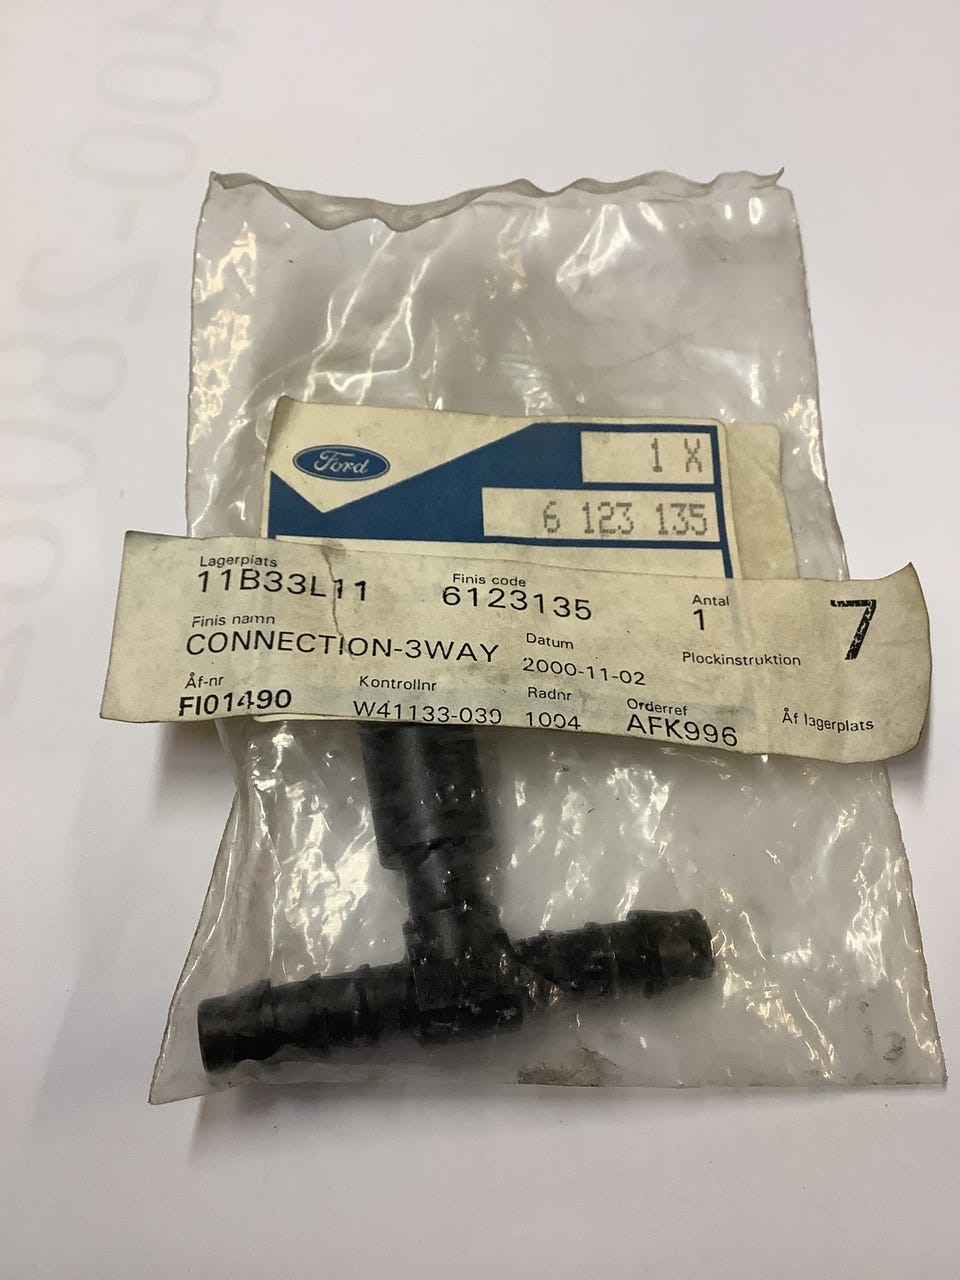 Ford
1 X
6 123 135
Lagerplats
11B33L11
Finis code
6123135
Antal
1
7
Finis namn
CONNECTION-3WAY
Datum
2000-11-02
Plockinstruktion
Åf-nr
FI01490
Kontrollnr
W41133-039
Radnr
1004
Orderref
AFK996
Åf lagerplats